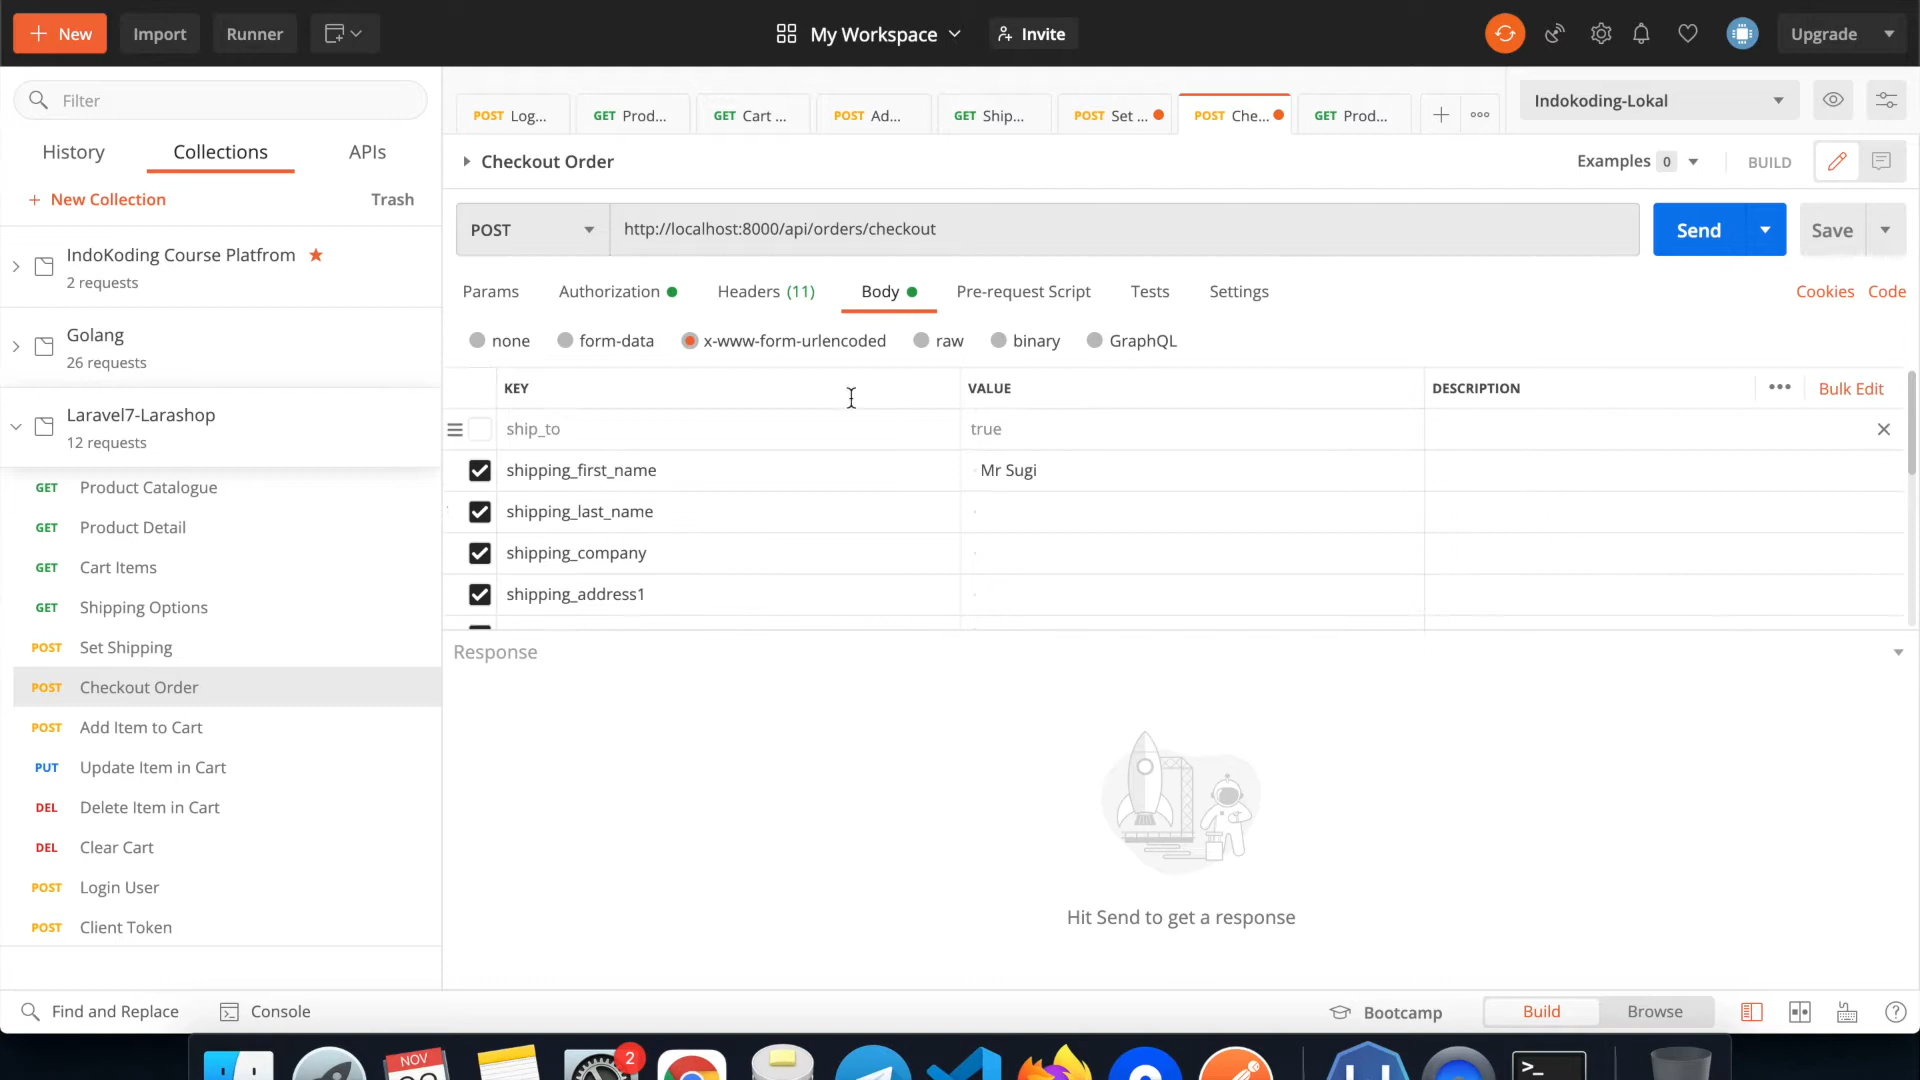 New
Import
Runner
My Workspace
Invite
Upgrade
Filter
History
Collections
APIs
New Collection
Trash
IndoKoding Course Platfrom
2 requests
Golang
26 requests
Laravel7-Larashop
12 requests
GET Product Catalogue
GET Product Detail
GET Cart Items
GET Shipping Options
POST Set Shipping
POST Checkout Order
POST Add Item to Cart
PUT Update Item in Cart
DEL Delete Item in Cart
DEL Clear Cart
POST Login User
POST Client Token
POST Log...
GET Prod...
GET Cart ...
POST Ad...
GET Ship...
POST Set ...
POST Che...
GET Prod...
Indokoding-Lokal
Checkout Order
Examples 0
BUILD
POST
http://localhost:8000/api/orders/checkout
Send
Save
Params
Authorization
Headers (11)
Body
Pre-request Script
Tests
Settings
Cookies
Code
none
form-data
x-www-form-urlencoded
raw
binary
GraphQL
KEY
VALUE
DESCRIPTION
Bulk Edit
ship_to
true
shipping_first_name
Mr Sugi
shipping_last_name
shipping_company
shipping_address1
Response
Hit Send to get a response
Find and Replace
Console
Bootcamp
Build
Browse
NOV
2